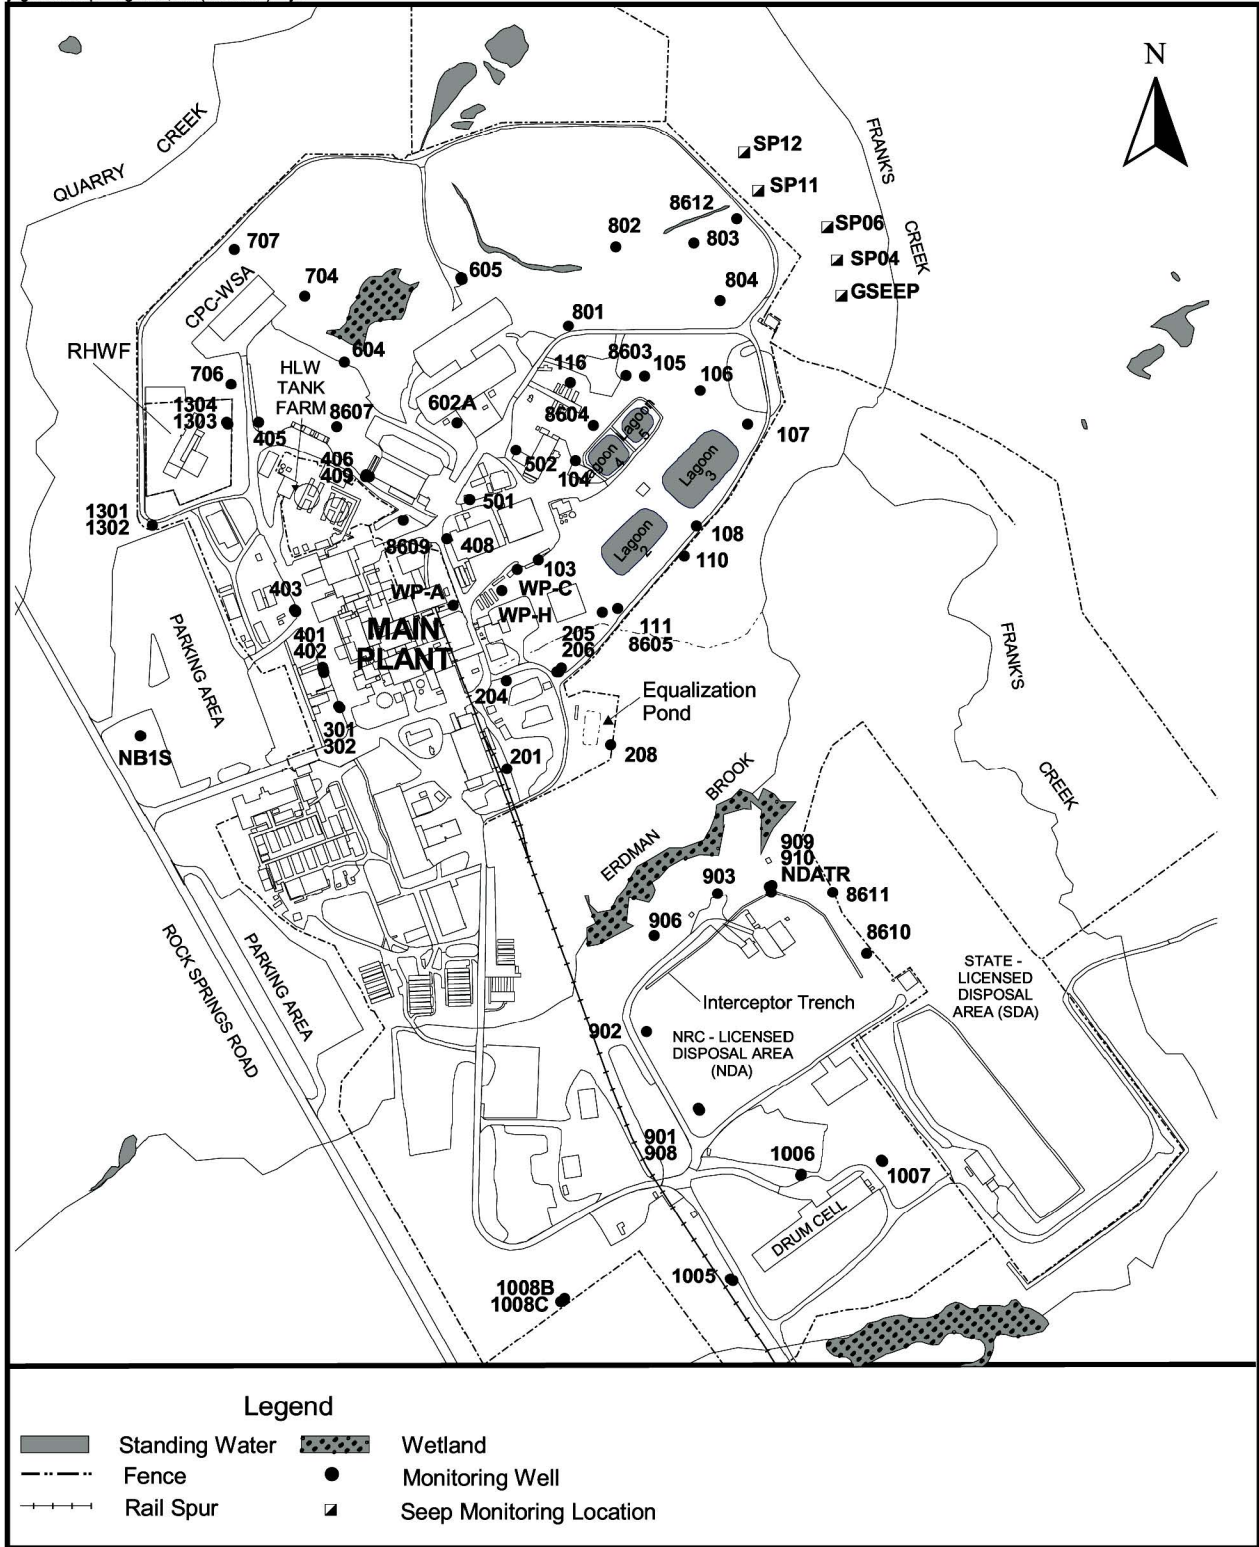 N
QUARRY
CREEK
FRANK'S
CREEK
SP12
SP11
SP06
SP04
GSEEP
8612
802
803
804
707
704
605
CPC-WSA
801
RHWF
604
8603
105
706
HLW
TANK
FARM
116
106
1304
1303
602A
8604
Lagoon
5
107
405
8607
406
409
502
104
Lagoon
4
Lagoon
3
501
1301
1302
8609
408
108
Lagoon
2
110
103
403
WP-A
WP-C
WP-H
MAIN
PLANT
111
8605
205
206
401
402
PARKING AREA
204
FRANK'S
CREEK
Equalization
Pond
301
302
NB1S
201
208
ERDMAN
BROOK
909
910
NDATR
903
8611
906
8610
ROCK SPRINGS ROAD
PARKING AREA
STATE -
LICENSED
DISPOSAL
AREA (SDA)
Interceptor Trench
902
NRC - LICENSED
DISPOSAL AREA
(NDA)
901
908
1006
1007
DRUM CELL
1005
1008B
1008C
Legend
Standing Water
Wetland
Fence
Monitoring Well
Rail Spur
Seep Monitoring Location